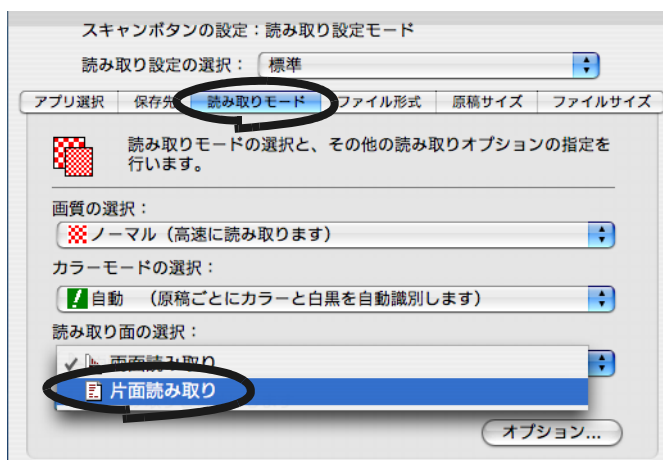 スキャンボタンの設定：読み取り設定モード
読み取り設定の選択： 標準
アプリ選択 保存先 読み取りモード ファイル形式 原稿サイズ ファイルサイズ
読み取りモードの選択と、その他の読み取りオプションの指定を
行います。
画質の選択：
ノーマル（高速に読み取ります）
カラーモードの選択：
自動 （原稿ごとにカラーと白黒を自動識別します）
読み取り面の選択：
両面読み取り
片面読み取り
オプション...